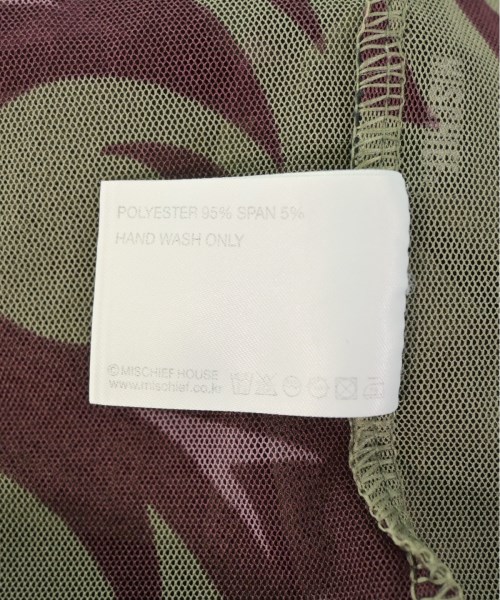 POLYESTER 95% SPAN 5%
HAND WASH ONLY
©MISCHIEF HOUSE
www.mischief.co.kr